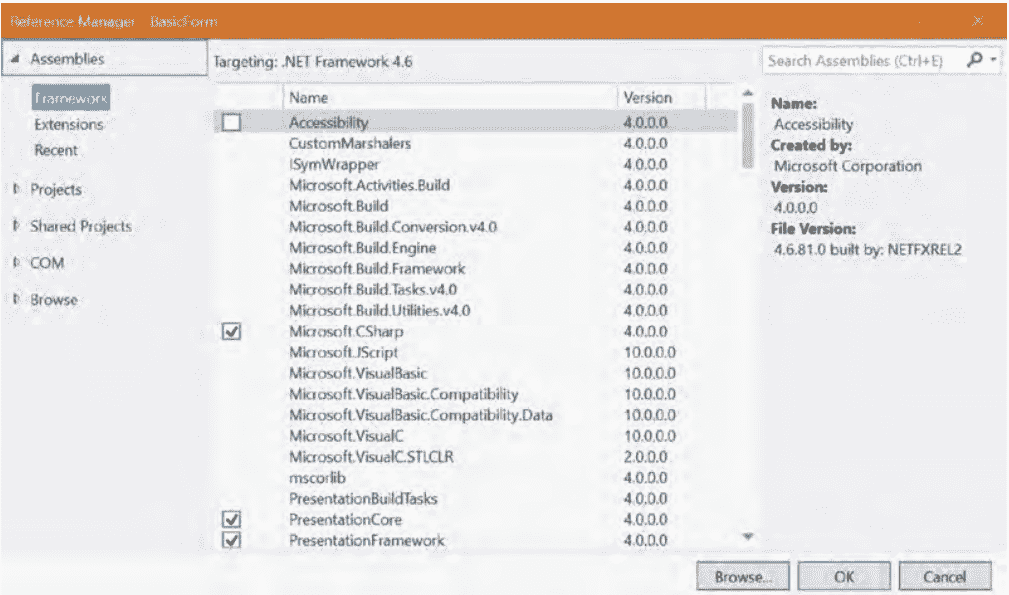 Reference Manager - BasicForm
Assemblies
Framework
Extensions
Recent
Projects
Shared Projects
COM
Browse
Targeting: .NET Framework 4.6
Name Version
Accessibility 4.0.0.0
CustomMarshalers 4.0.0.0
ISymWrapper 4.0.0.0
Microsoft.Activities.Build 4.0.0.0
Microsoft.Build 4.0.0.0
Microsoft.Build.Conversion.v4.0 4.0.0.0
Microsoft.Build.Engine 4.0.0.0
Microsoft.Build.Framework 4.0.0.0
Microsoft.Build.Tasks.v4.0 4.0.0.0
Microsoft.Build.Utilities.v4.0 4.0.0.0
Microsoft.CSharp 4.0.0.0
Microsoft.JScript 10.0.0.0
Microsoft.VisualBasic 10.0.0.0
Microsoft.VisualBasic.Compatibility 10.0.0.0
Microsoft.VisualBasic.Compatibility.Data 10.0.0.0
Microsoft.VisualC 10.0.0.0
Microsoft.VisualC.STLCLR 2.0.0.0
mscorlib 4.0.0.0
PresentationBuildTasks 4.0.0.0
PresentationCore 4.0.0.0
PresentationFramework 4.0.0.0
Search Assemblies (Ctrl+E)
Name:
Accessibility
Created by:
Microsoft Corporation
Version:
4.0.0.0
File Version:
4.6.81.0 built by: NETFXREL2
Browse... OK Cancel